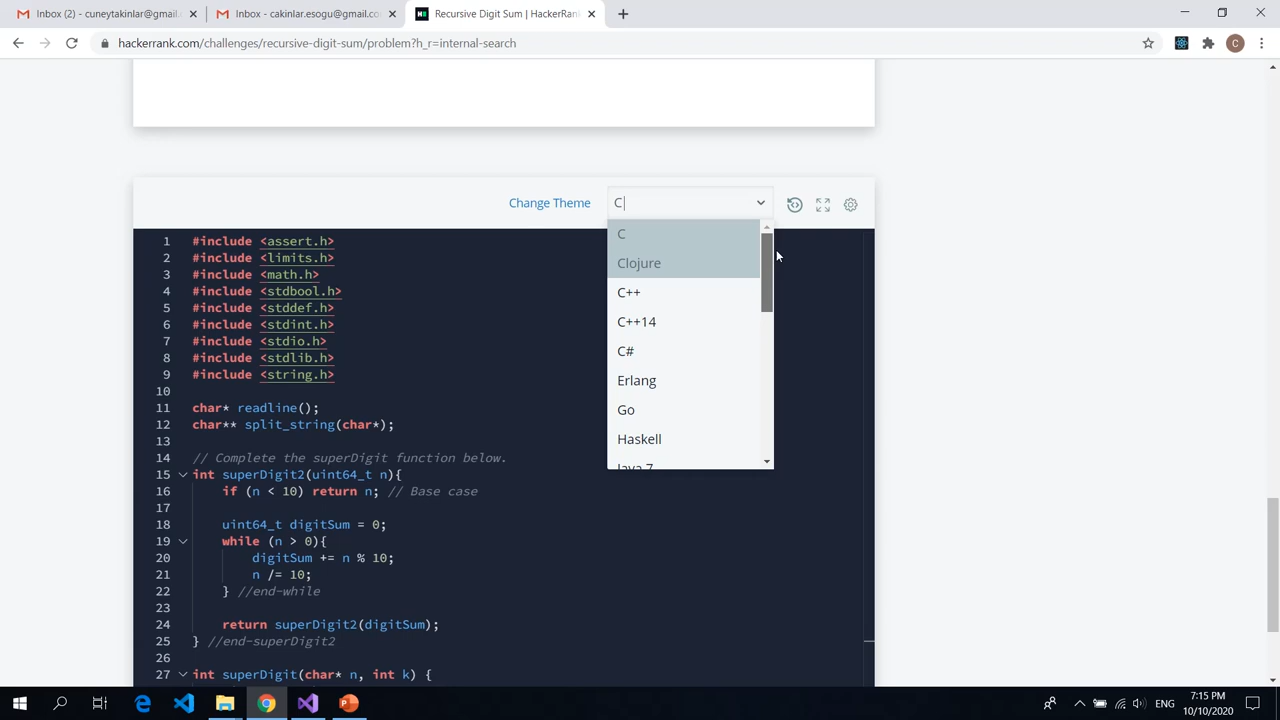 Inbox (2) - cuneytakinlar@
Inbox - cakinlar.esogu@gmail.co
Recursive Digit Sum | HackerRan
hackerrank.com/challenges/recursive-digit-sum/problem?h_r=internal-search
C
Change Theme
C
C
Clojure
C++
C++14
C#
Erlang
Go
Haskell
Java 7
1 #include <assert.h>
2 #include <limits.h>
3 #include <math.h>
4 #include <stdbool.h>
5 #include <stddef.h>
6 #include <stdint.h>
7 #include <stdio.h>
8 #include <stdlib.h>
9 #include <string.h>
10
11 char* readline();
12 char** split_string(char*);
13
14 // Complete the superDigit function below.
15 int superDigit2(uint64_t n){
16 if (n < 10) return n; // Base case
17
18 uint64_t digitSum = 0;
19 while (n > 0){
20 digitSum += n % 10;
21 n /= 10;
22 } //end-while
23
24 return superDigit2(digitSum);
25 } //end-superDigit2
26
27 int superDigit(char* n, int k) {
ENG
7:15 PM
10/10/2020